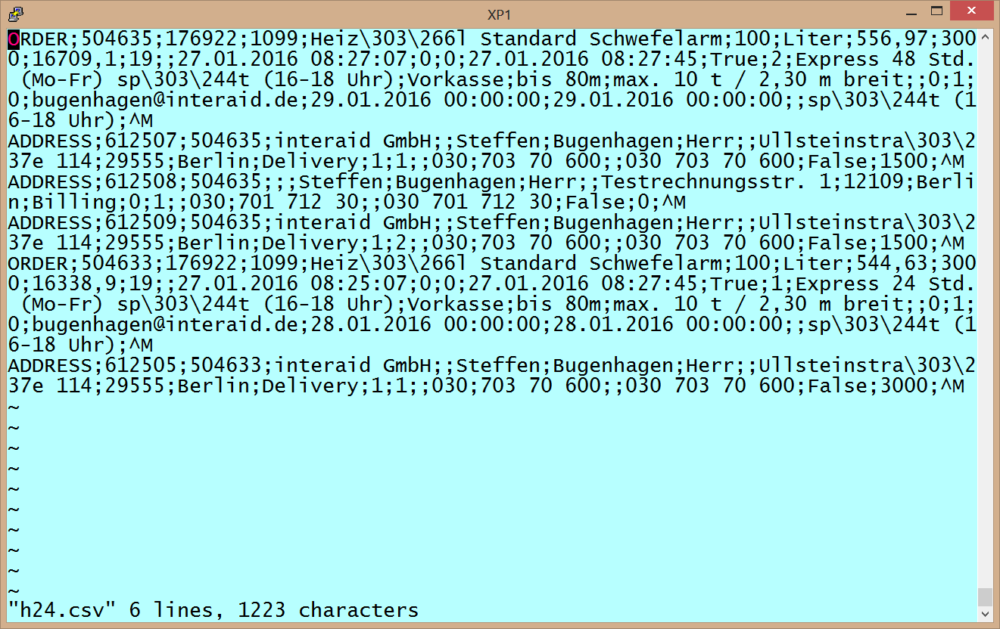 XP1
ORDER;504635;176922;1099;Heiz\303\266l Standard Schwefelarm;100;Liter;556,97;300
0;16709,1;19;;27.01.2016 08:27:07;0;0;27.01.2016 08:27:45;True;2;Express 48 Std.
 (Mo-Fr) sp\303\244t (16-18 Uhr);Vorkasse;bis 80m;max. 10 t / 2,30 m breit;;0;1;
0;bugenhagen@interaid.de;29.01.2016 00:00:00;29.01.2016 00:00:00;;sp\303\244t (1
6-18 Uhr);^M
ADDRESS;612507;504635;interaid GmbH;;Steffen;Bugenhagen;Herr;;Ullsteinstra\303\2
37e 114;29555;Berlin;Delivery;1;1;;030;703 70 600;;030 703 70 600;False;1500;^M
ADDRESS;612508;504635;;;Steffen;Bugenhagen;Herr;;Testrechnungsstr. 1;12109;Berli
n;Billing;0;1;;030;701 712 30;;030 701 712 30;False;0;^M
ADDRESS;612509;504635;interaid GmbH;;Steffen;Bugenhagen;Herr;;Ullsteinstra\303\2
37e 114;29555;Berlin;Delivery;1;2;;030;703 70 600;;030 703 70 600;False;1500;^M
ORDER;504633;176922;1099;Heiz\303\266l Standard Schwefelarm;100;Liter;544,63;300
0;16338,9;19;;27.01.2016 08:25:07;0;0;27.01.2016 08:27:45;True;1;Express 24 Std.
 (Mo-Fr) sp\303\244t (16-18 Uhr);Vorkasse;bis 80m;max. 10 t / 2,30 m breit;;0;1;
0;bugenhagen@interaid.de;28.01.2016 00:00:00;28.01.2016 00:00:00;;sp\303\244t (1
6-18 Uhr);^M
ADDRESS;612505;504633;interaid GmbH;;Steffen;Bugenhagen;Herr;;Ullsteinstra\303\2
37e 114;29555;Berlin;Delivery;1;1;;030;703 70 600;;030 703 70 600;False;3000;^M
~
~
~
~
~
~
~
~
~
~
"h24.csv" 6 lines, 1223 characters